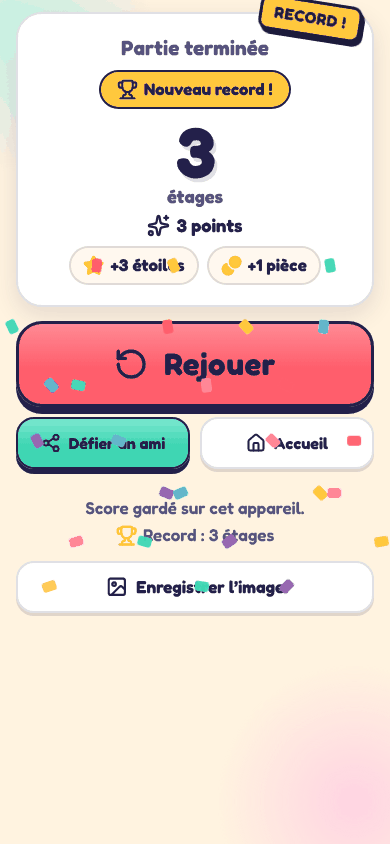 RECORD !
Partie terminée
Nouveau record !
3
étages
3 points
+3 étoiles
+1 pièce
Rejouer
Défier un ami
Accueil
Score gardé sur cet appareil.
Record : 3 étages
Enregistrer l’image